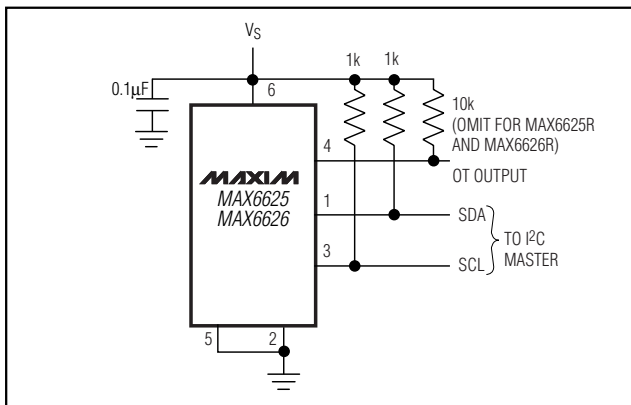 VS
1k 1k
0.1µF
6
10k
(OMIT FOR MAX6625R
AND MAX6626R)
4
OT OUTPUT
MAXIM
MAX6625
MAX6626
1
SDA
TO I2C
MASTER
3
SCL
5 2